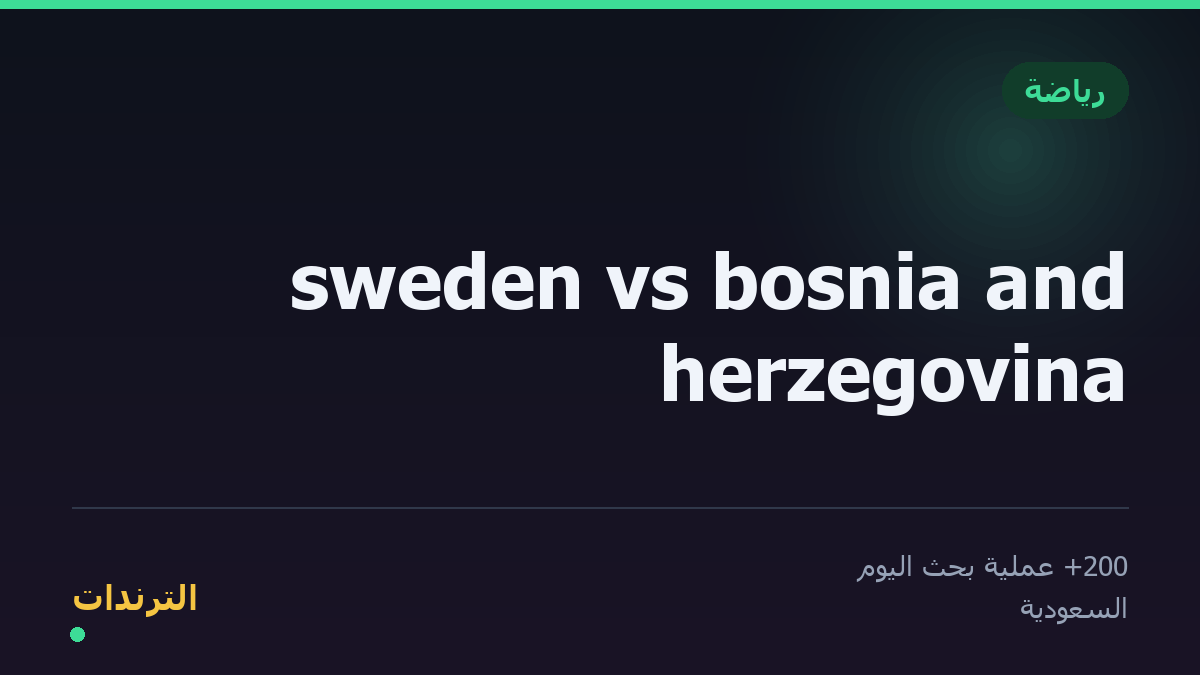 رياضة
sweden vs bosnia and
herzegovina
200+ عملية بحث اليوم
السعودية
الترندات